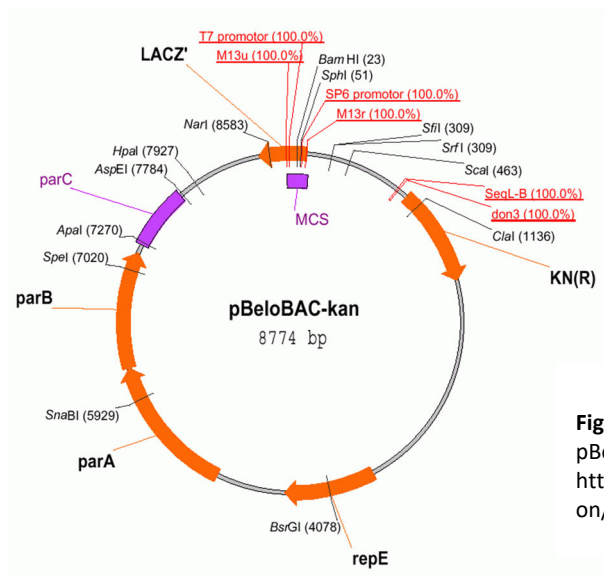 T7 promotor (100.0%)
M13u (100.0%)
LACZ'
BamHI (23)
SphI (51)
SP6 promotor (100.0%)
M13r (100.0%)
NarI (8583)
SfiI (309)
SrfI (309)
ScaI (463)
HpaI (7927)
AspEI (7784)
parC
SeqL-B (100.0%)
don3 (100.0%)
MCS
ClaI (1136)
ApaI (7270)
SpeI (7020)
KN(R)
parB
pBeloBAC-kan
8774 bp
SnaBI (5929)
parA
BsrGI (4078)
repE
Fig
pBe
htt
on/